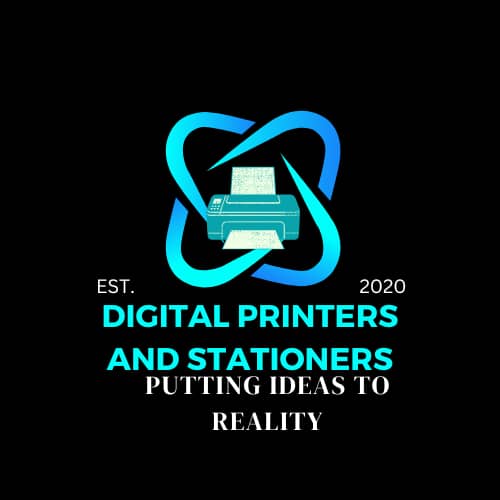 EST. 2020
DIGITAL PRINTERS
AND STATIONERS
PUTTING IDEAS TO
REALITY